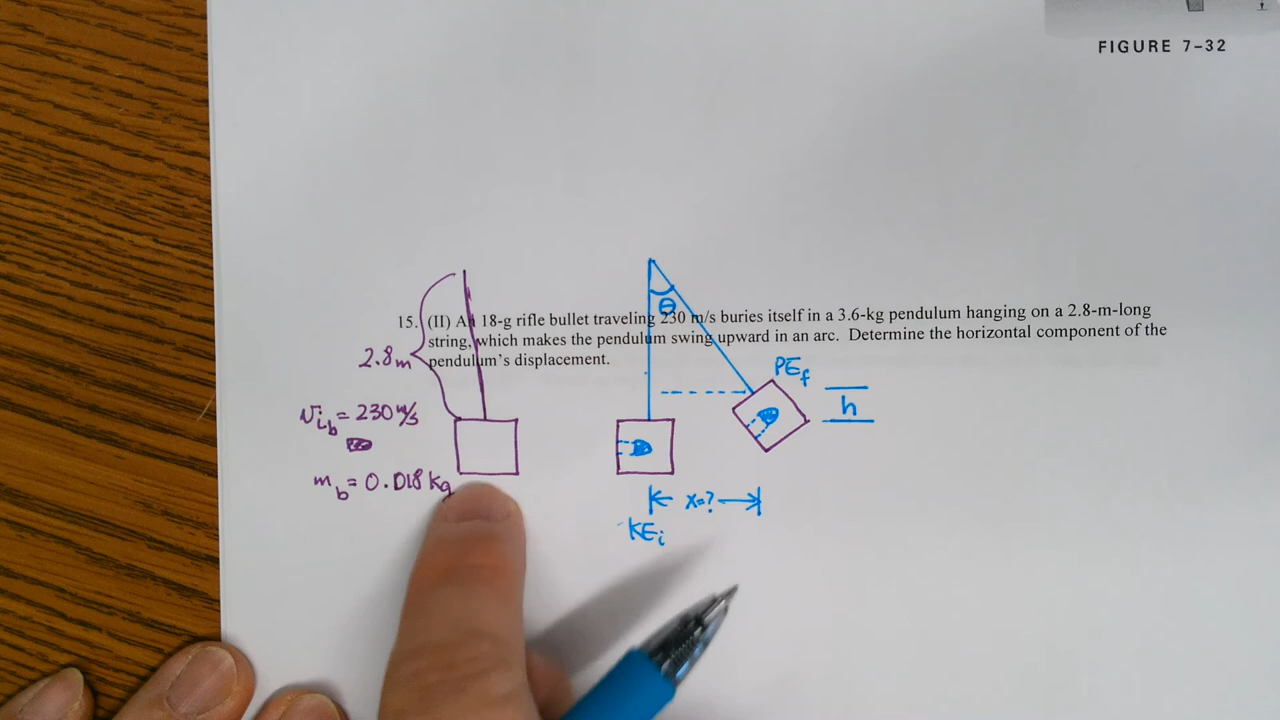 FIGURE 7-32
15. (II) An 18-g rifle bullet traveling 230 m/s buries itself in a 3.6-kg pendulum hanging on a 2.8-m-long
string, which makes the pendulum swing upward in an arc. Determine the horizontal component of the
pendulum's displacement.
θ
2.8m
PEf
h
vib = 230 m/s
mb = 0.018 kg
x=?
KEi